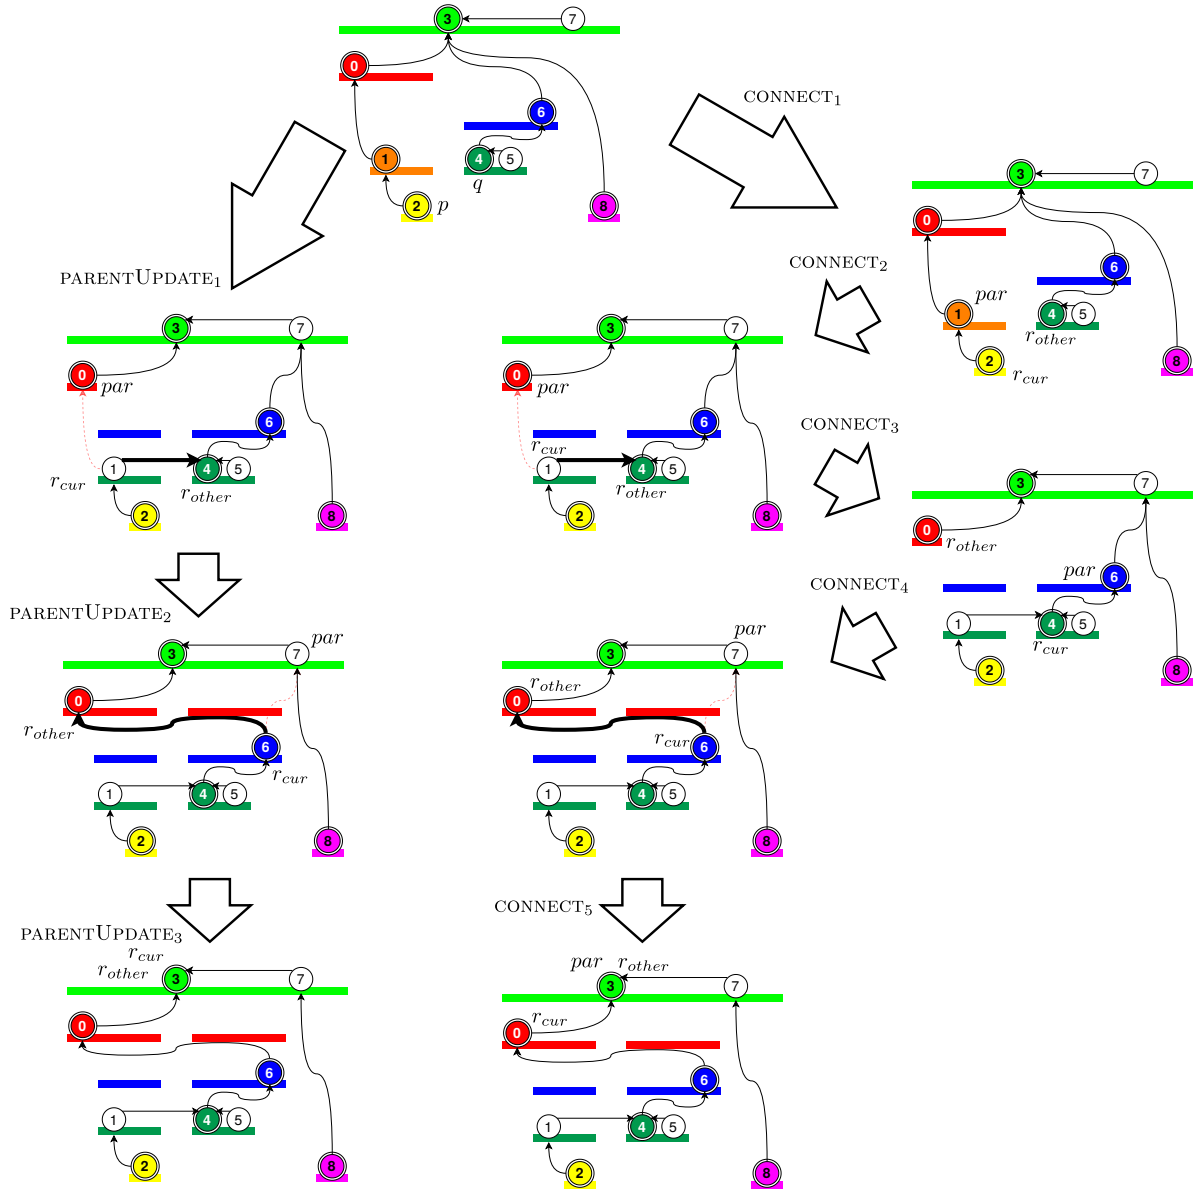 3 7
0
6
1 4 5
q
2 p 8
CONNECT₁
PARENTUPDATE₁
CONNECT₂
3 7
0
6
par
1 4 5
r_other
2 r_cur 8
3 7
0 par
6
1 4 5
r_cur
r_other
2 8
3 7
0 par
6
r_cur
1 4 5
r_other
2 8
CONNECT₃
3 7
0 r_other
par 6
1 4 5
r_cur
2 8
CONNECT₄
PARENTUPDATE₂
par
3 7
0
r_other
6
r_cur
1 4 5
2 8
par
3 7
r_other
0
r_cur 6
1 4 5
2 8
PARENTUPDATE₃
CONNECT₅
r_cur
r_other 3 7
0
6
1 4 5
2 8
par r_other
3 7
r_cur
0
6
1 4 5
2 8